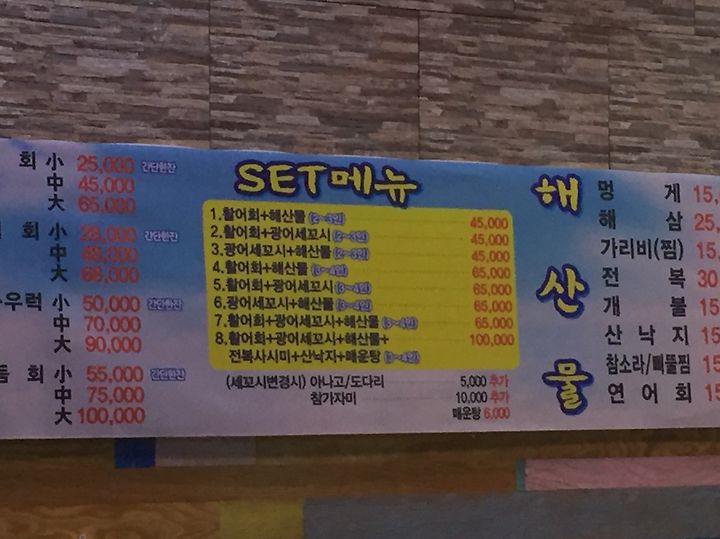 회 小 25,000 간단한잔
中 45,000
大 65,000
회 小 28,000 간단한잔
中 48,000
大 68,000
우럭 小 50,000 간단한잔
中 70,000
大 90,000
회 小 55,000 간단한잔
中 75,000
大 100,000
SET메뉴
1.활어회+해산물 (2~3인) 45,000
2.활어회+광어세꼬시 (2~3인) 45,000
3.광어세꼬시+해산물 (2~3인) 45,000
4.활어회+해산물 (3~4인) 65,000
5.활어회+광어세꼬시 (3~4인) 65,000
6.광어세꼬시+해산물 (3~4인) 65,000
7.활어회+광어세꼬시+해산물 (3~4인) 65,000
8.활어회+광어세꼬시+해산물+ 100,000
전복사시미+산낙지+매운탕 (3~4인)
(세꼬시변경시) 아나고/도다리 5,000 추가
참가자미 10,000 추가
매운탕 6,000
해산물
멍 게 15,
해 삼 25,
가리비(찜) 15,
전 복 30
개 불 15
산 낙 지 15
참소라/삐뚤찜 15
연 어 회 15